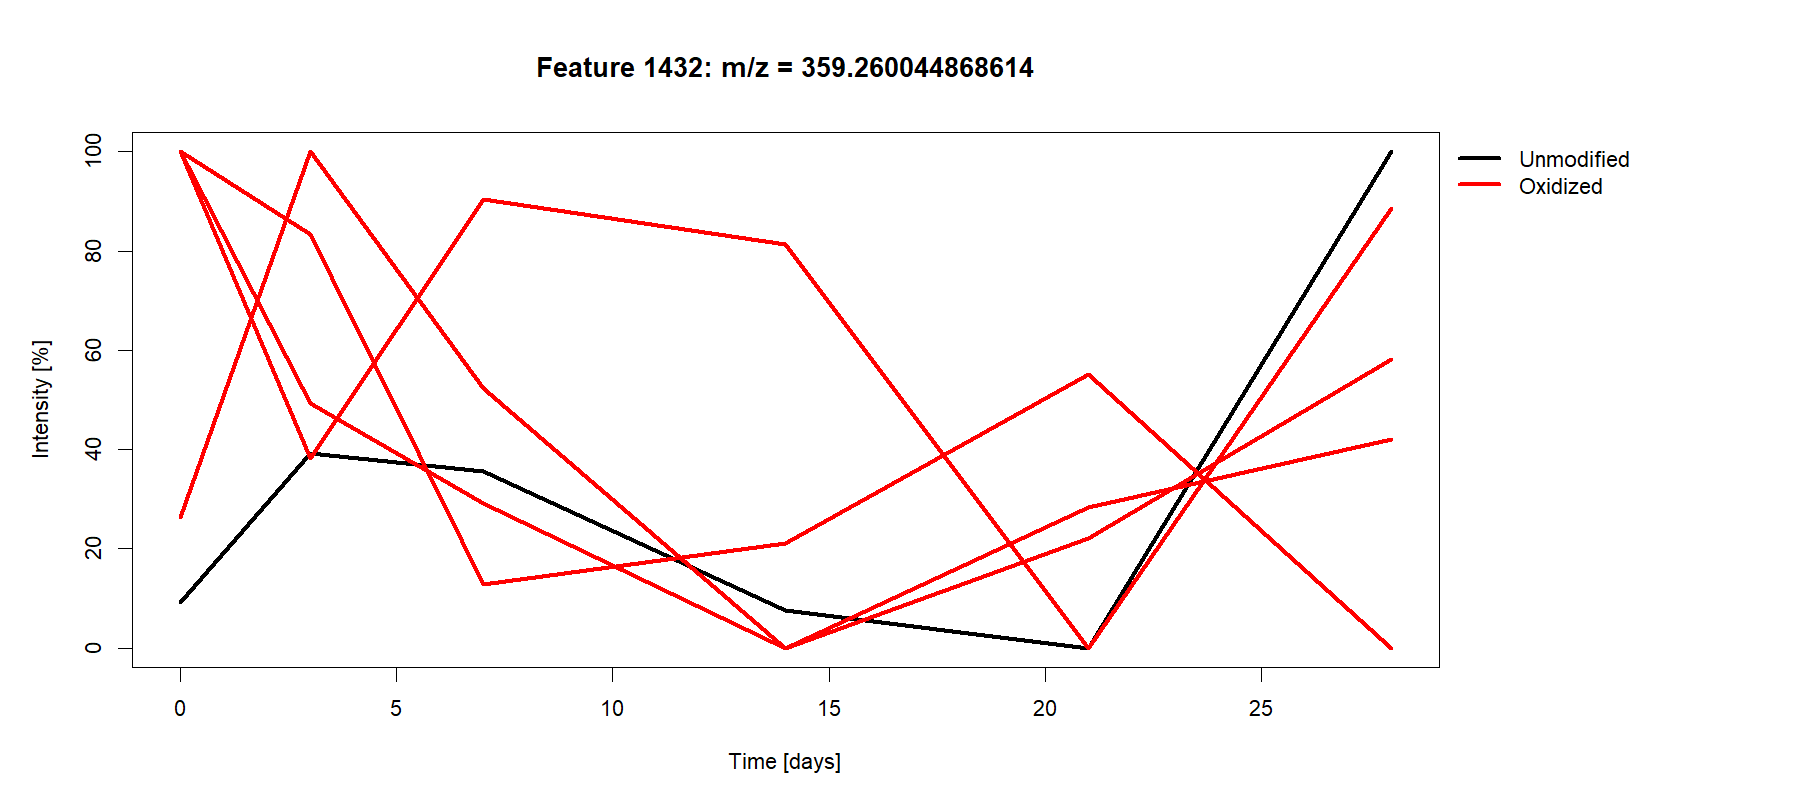 Feature 1432: m/z = 359.260044868614
Unmodified
Oxidized
100
80
60
40
20
0
Intensity [%]
0 5 10 15 20 25
Time [days]